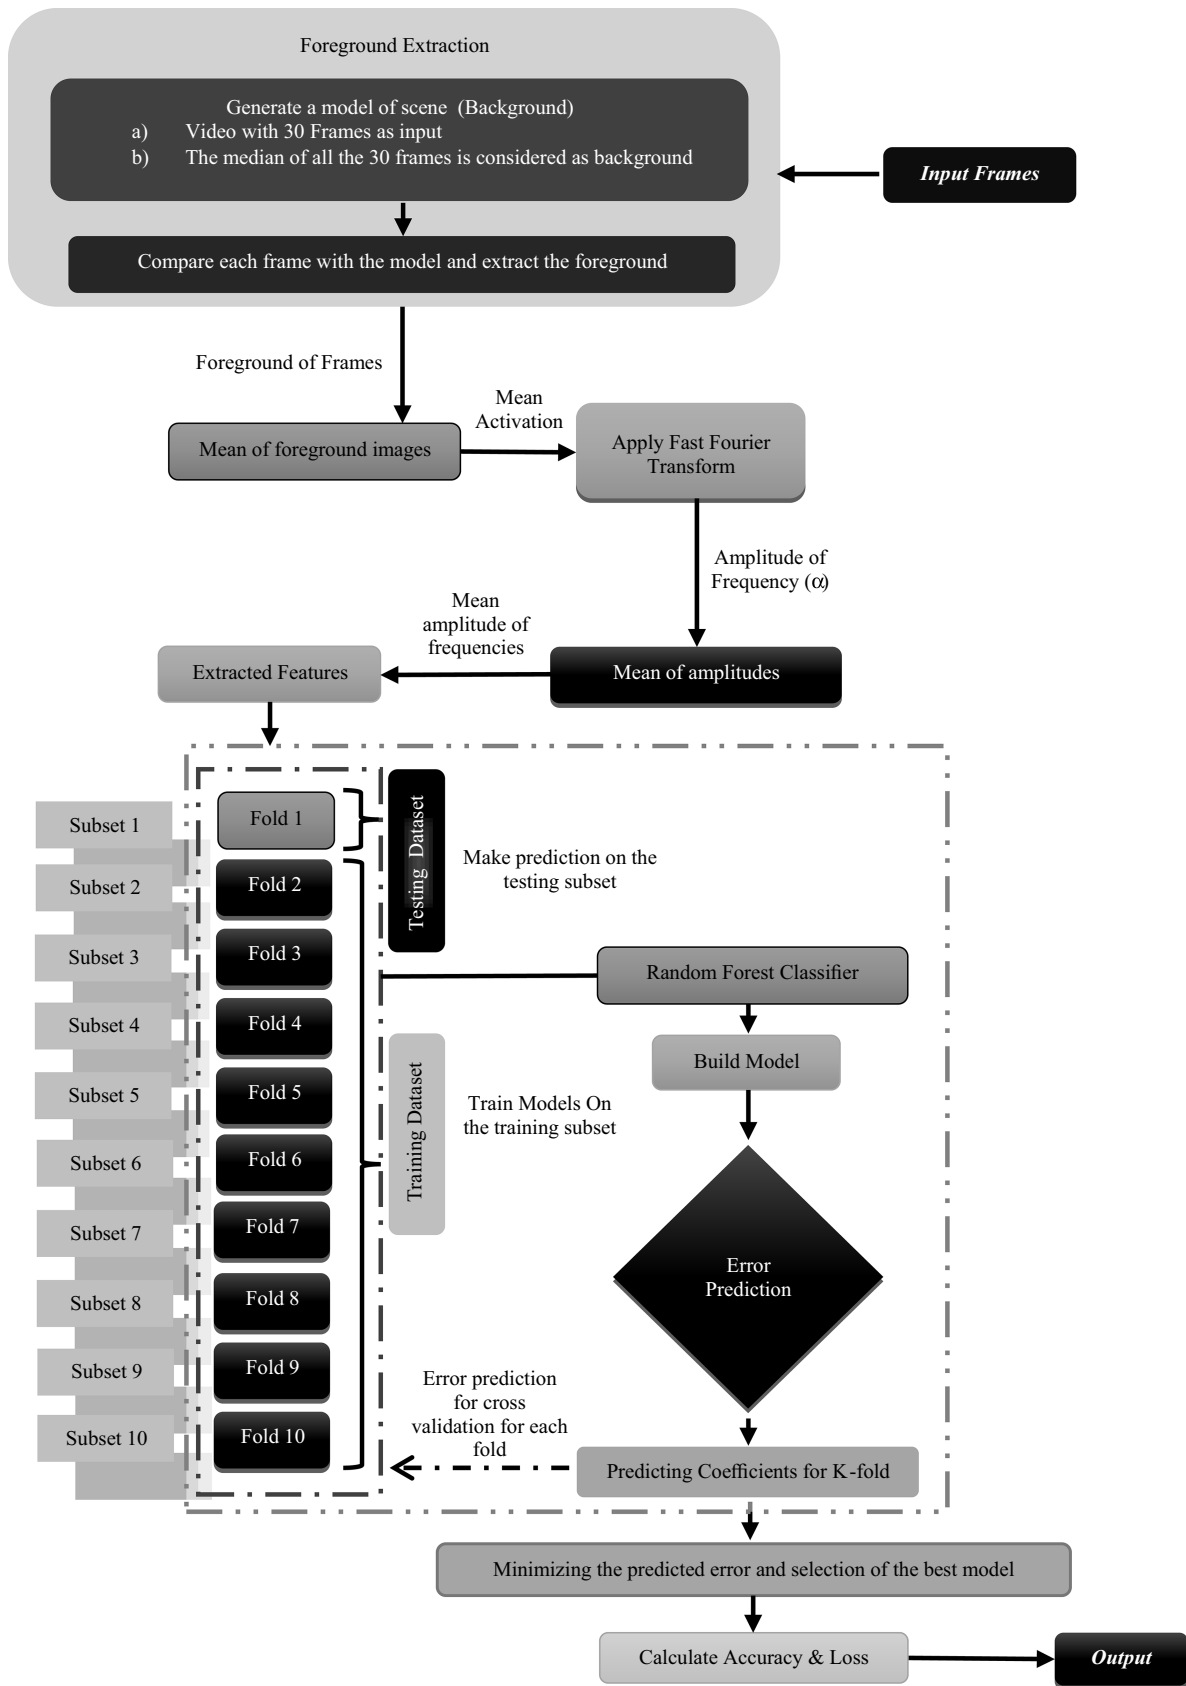 Foreground Extraction
Generate a model of scene (Background)
a) Video with 30 Frames as input
b) The median of all the 30 frames is considered as background
Input Frames
Compare each frame with the model and extract the foreground
Foreground of Frames
Mean
Activation
Mean of foreground images
Apply Fast Fourier
Transform
Amplitude of
Frequency (α)
Mean
amplitude of
frequencies
Extracted Features
Mean of amplitudes
Subset 1
Subset 2
Subset 3
Subset 4
Subset 5
Subset 6
Subset 7
Subset 8
Subset 9
Subset 10
Fold 1
Fold 2
Fold 3
Fold 4
Fold 5
Fold 6
Fold 7
Fold 8
Fold 9
Fold 10
Testing Dataset
Make prediction on the
testing subset
Training Dataset
Train Models On
the training subset
Random Forest Classifier
Build Model
Error
Prediction
Error prediction
for cross
validation for each
fold
Predicting Coefficients for K-fold
Minimizing the predicted error and selection of the best model
Calculate Accuracy & Loss
Output